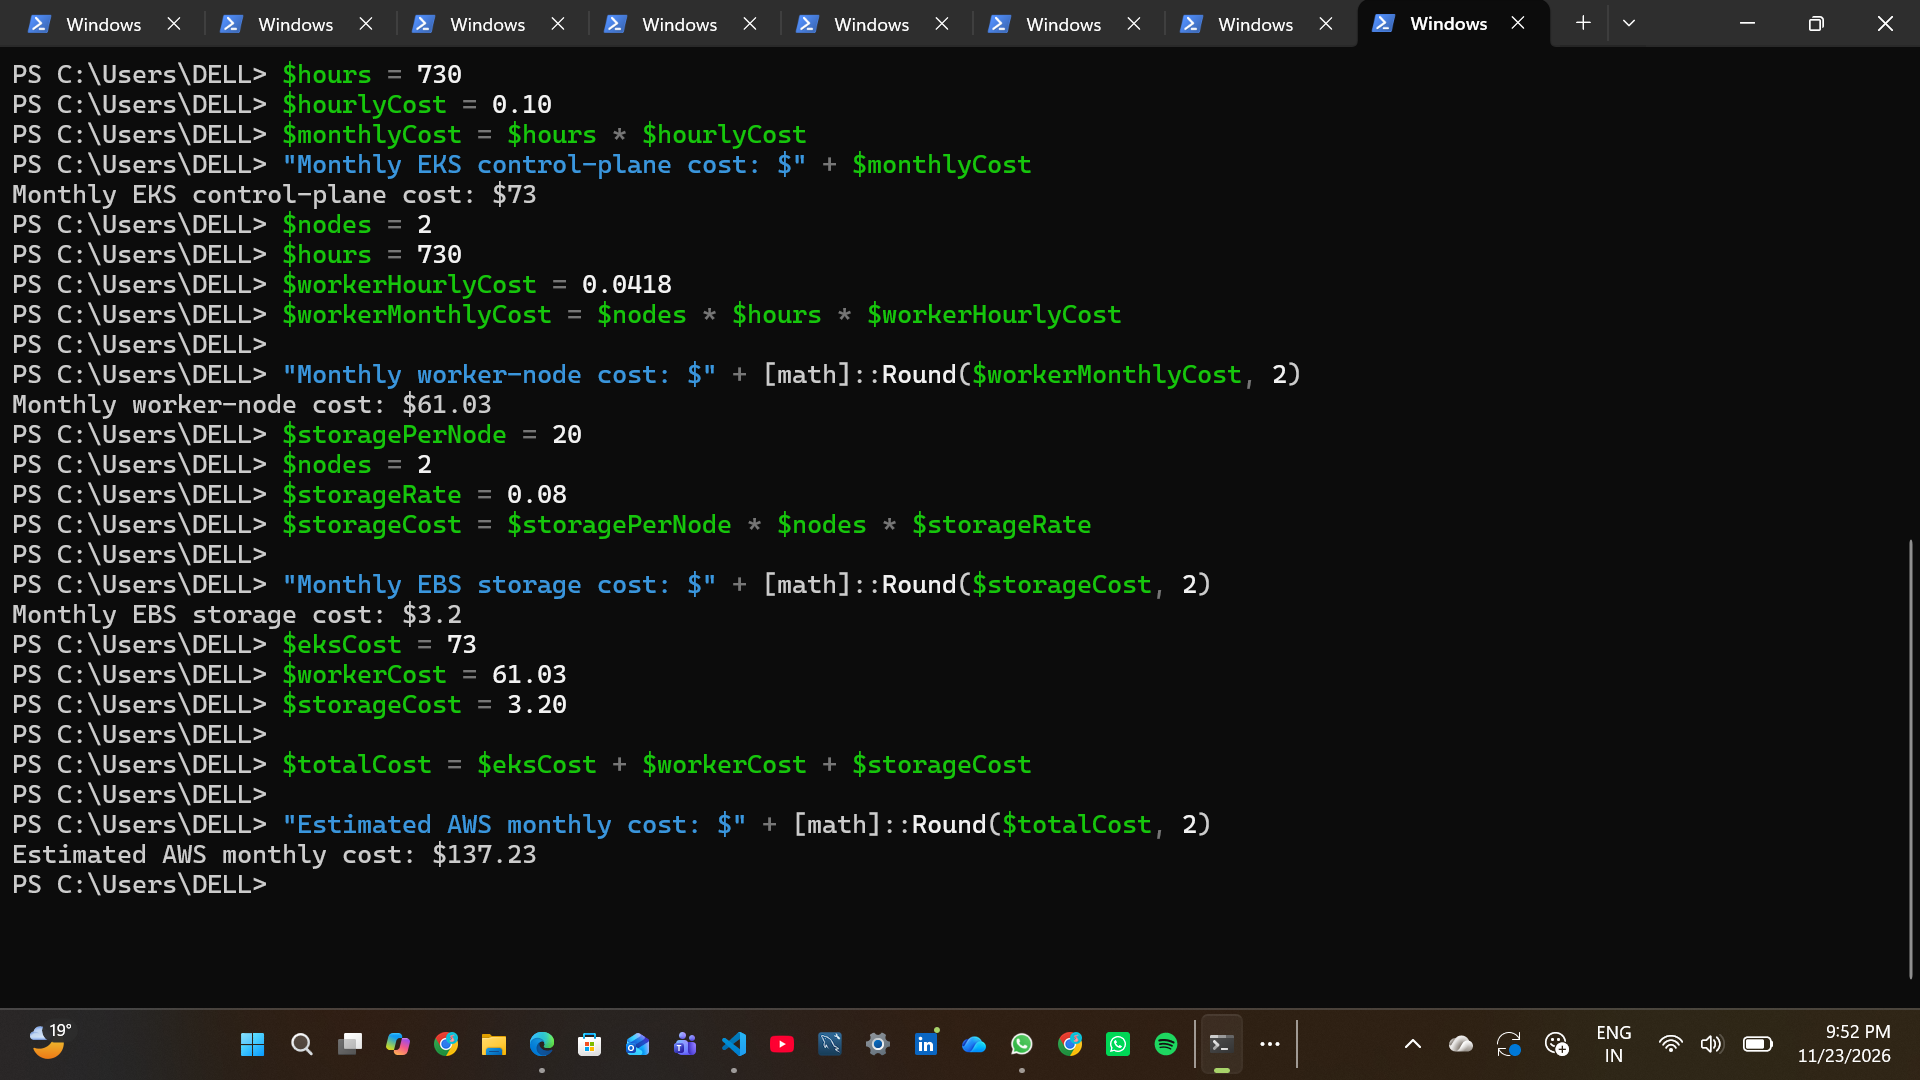 Windows Windows Windows Windows Windows Windows Windows Windows
PS C:\Users\DELL> $hours = 730
PS C:\Users\DELL> $hourlyCost = 0.10
PS C:\Users\DELL> $monthlyCost = $hours * $hourlyCost
PS C:\Users\DELL> "Monthly EKS control-plane cost: $" + $monthlyCost
Monthly EKS control-plane cost: $73
PS C:\Users\DELL> $nodes = 2
PS C:\Users\DELL> $hours = 730
PS C:\Users\DELL> $workerHourlyCost = 0.0418
PS C:\Users\DELL> $workerMonthlyCost = $nodes * $hours * $workerHourlyCost
PS C:\Users\DELL>
PS C:\Users\DELL> "Monthly worker-node cost: $" + [math]::Round($workerMonthlyCost, 2)
Monthly worker-node cost: $61.03
PS C:\Users\DELL> $storagePerNode = 20
PS C:\Users\DELL> $nodes = 2
PS C:\Users\DELL> $storageRate = 0.08
PS C:\Users\DELL> $storageCost = $storagePerNode * $nodes * $storageRate
PS C:\Users\DELL>
PS C:\Users\DELL> "Monthly EBS storage cost: $" + [math]::Round($storageCost, 2)
Monthly EBS storage cost: $3.2
PS C:\Users\DELL> $eksCost = 73
PS C:\Users\DELL> $workerCost = 61.03
PS C:\Users\DELL> $storageCost = 3.20
PS C:\Users\DELL>
PS C:\Users\DELL> $totalCost = $eksCost + $workerCost + $storageCost
PS C:\Users\DELL>
PS C:\Users\DELL> "Estimated AWS monthly cost: $" + [math]::Round($totalCost, 2)
Estimated AWS monthly cost: $137.23
PS C:\Users\DELL>
19°
ENG
IN
9:52 PM
11/23/2026